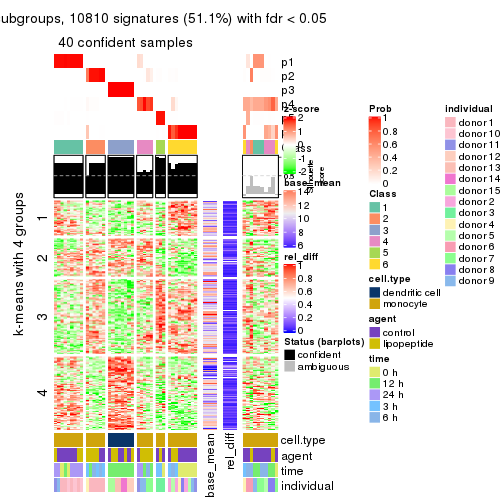 ubgroups, 10810 signatures (51.1%) with fdr < 0.05
40 confident samples
p1
p2
p3
p4
p6
k-means with 4 groups
1
2
3
4
z-score
2
1
0
-1
-2
base_mean
14
12
10
8
6
rel_diff
1
0.8
0.6
0.4
0.2
0
Status (barplots)
confident
ambiguous
Silhouette
score
Prob
1
0.8
0.6
0.4
0.2
0
Class
1
2
3
4
5
6
cell.type
dendritic cell
monocyte
agent
control
lipopeptide
time
0 h
12 h
24 h
3 h
6 h
individual
donor 1
donor 10
donor 11
donor 12
donor 13
donor 14
donor 15
donor 2
donor 3
donor 4
donor 5
donor 6
donor 7
donor 8
donor 9
cell.type
agent
time
individual
base_mean
rel_diff